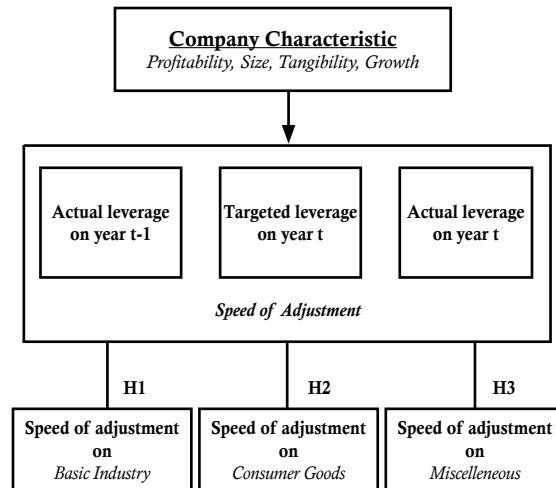 Company Characteristic
Profitability, Size, Tangibility, Growth
Actual leverage
on year t-1
Targeted leverage
on year t
Actual leverage
on year t
Speed of Adjustment
H1
H2
H3
Speed of adjustment
on
Basic Industry
Speed of adjustment
on
Consumer Goods
Speed of adjustment
on
Miscelleneous